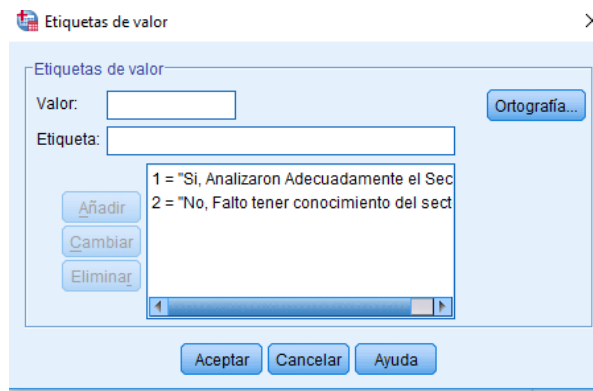 Etiquetas de valor
Etiquetas de valor
Valor:
Ortografía...
Etiqueta:
1 = "Si, Analizaron Adecuadamente el Sec
2 = "No, Falto tener conocimiento del sect
Añadir
Cambiar
Eliminar
Aceptar Cancelar Ayuda